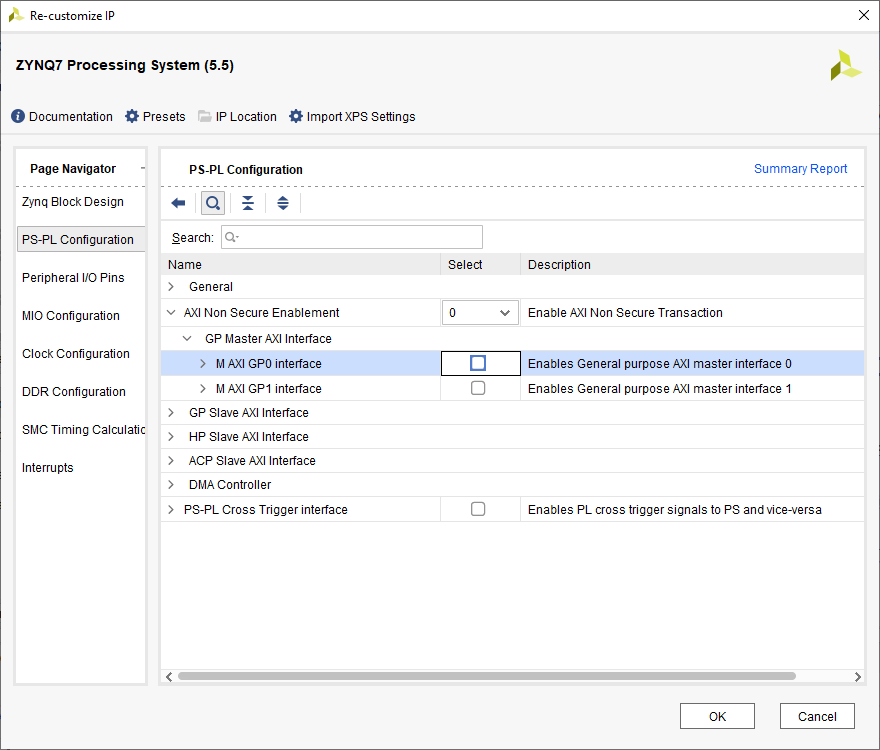 Re-customize IP
ZYNQ7 Processing System (5.5)
Documentation Presets IP Location Import XPS Settings
Page Navigator
Zynq Block Design
PS-PL Configuration
Peripheral I/O Pins
MIO Configuration
Clock Configuration
DDR Configuration
SMC Timing Calculatio
Interrupts
PS-PL Configuration Summary Report
Search:
Name Select Description
General
AXI Non Secure Enablement 0 Enable AXI Non Secure Transaction
GP Master AXI Interface
M AXI GP0 interface Enables General purpose AXI master interface 0
M AXI GP1 interface Enables General purpose AXI master interface 1
GP Slave AXI Interface
HP Slave AXI Interface
ACP Slave AXI Interface
DMA Controller
PS-PL Cross Trigger interface Enables PL cross trigger signals to PS and vice-versa
OK Cancel